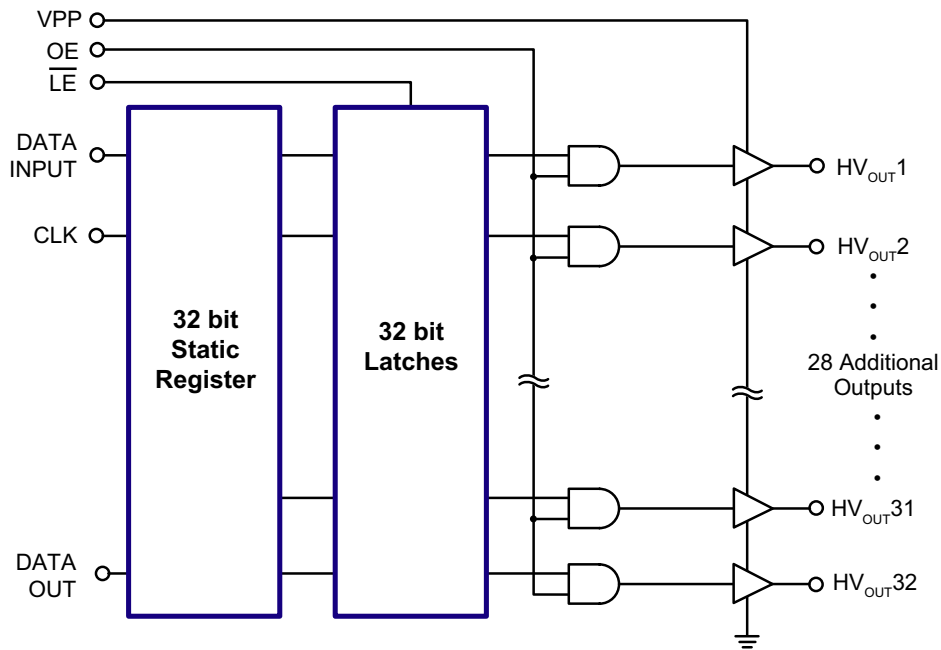 VPP
OE
L̅E̅
DATA
INPUT
CLK
32 bit
Static
Register
32 bit
Latches
HVOUT1
HVOUT2
28 Additional
Outputs
HVOUT31
DATA
OUT
HVOUT32